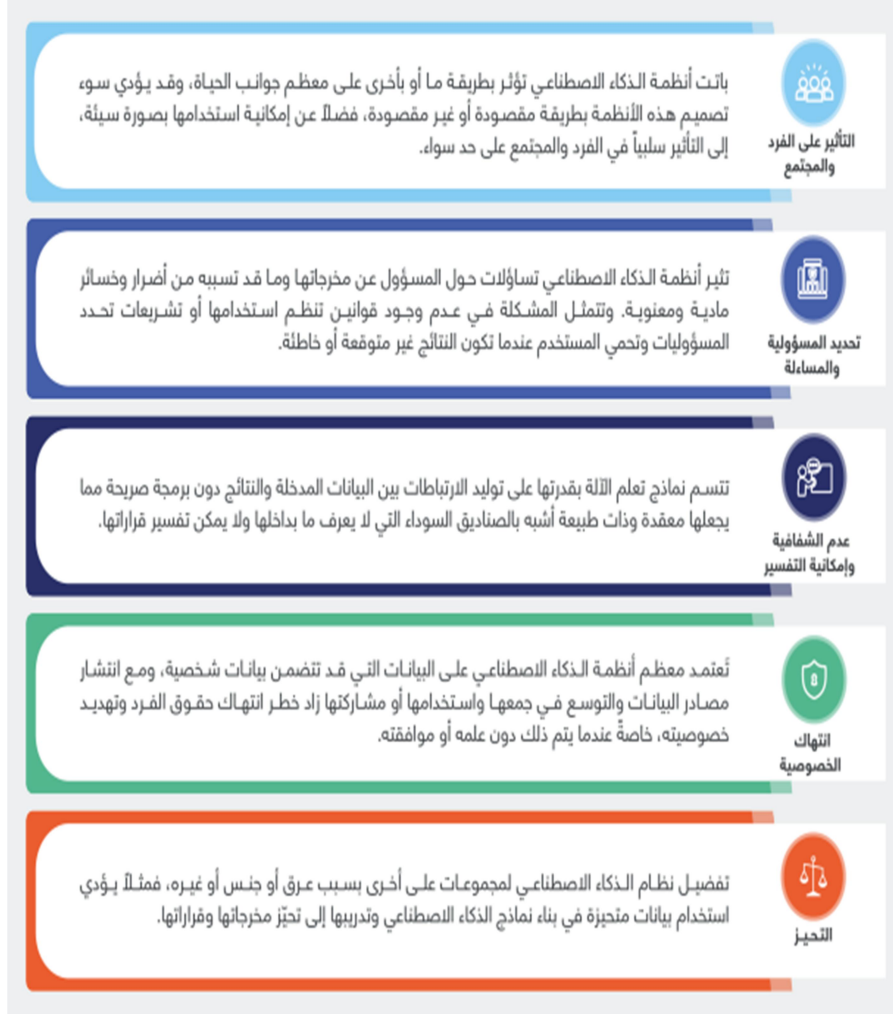 التأثير على الفرد
والمجتمع
باتت أنظمة الذكاء الاصطناعي تؤثر بطريقة ما أو بأخرى على معظم جوانب الحياة، وقد يؤدي سوء
تصميم هذه الأنظمة بطريقة مقصودة أو غير مقصودة، فضلاً عن إمكانية استخدامها بصورة سيئة،
إلى التأثير سلبياً في الفرد والمجتمع على حد سواء.
تحديد المسؤولية
والمساءلة
تثير أنظمة الذكاء الاصطناعي تساؤلات حول المسؤول عن مخرجاتها وما قد تسببه من أضرار وخسائر
مادية ومعنوية. وتتمثل المشكلة في عدم وجود قوانين تنظم استخدامها أو تشريعات تحدد
المسؤوليات وتحمي المستخدم عندما تكون النتائج غير متوقعة أو خاطئة.
عدم الشفافية
وإمكانية التفسير
تتسم نماذج تعلم الآلة بقدرتها على توليد الارتباطات بين البيانات المدخلة والنتائج دون برمجة صريحة مما
يجعلها معقدة وذات طبيعة أشبه بالصناديق السوداء التي لا يعرف ما بداخلها ولا يمكن تفسير قراراتها.
انتهاك
الخصوصية
تَعتمد معظم أنظمة الذكاء الاصطناعي على البيانات التي قد تتضمن بيانات شخصية، ومع انتشار
مصادر البيانات والتوسع في جمعها واستخدامها أو مشاركتها زاد خطر انتهاك حقوق الفرد وتهديد
خصوصيته، خاصةً عندما يتم ذلك دون علمه أو موافقته.
التحيز
تفضيل نظام الذكاء الاصطناعي لمجموعات على أخرى بسبب عرق أو جنس أو غيره، فمثلاً يؤدي
استخدام بيانات متحيزة في بناء نماذج الذكاء الاصطناعي وتدريبها إلى تحيّز مخرجاتها وقراراتها.